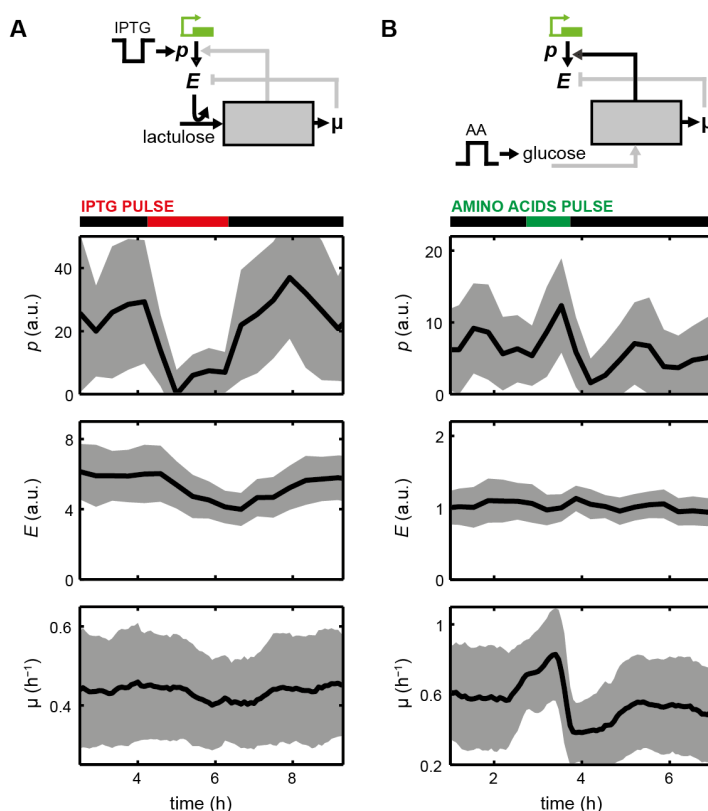 A
IPTG
p
E
lactulose
μ
IPTG PULSE
40
20
0
p (a.u.)
8
4
0
E (a.u.)
0.6
0.4
μ (h⁻¹)
4
6
8
time (h)
B
p
E
μ
AA
glucose
AMINO ACIDS PULSE
20
10
0
p (a.u.)
2
1
0
E (a.u.)
1
0.6
0.2
μ (h⁻¹)
2
4
6
time (h)